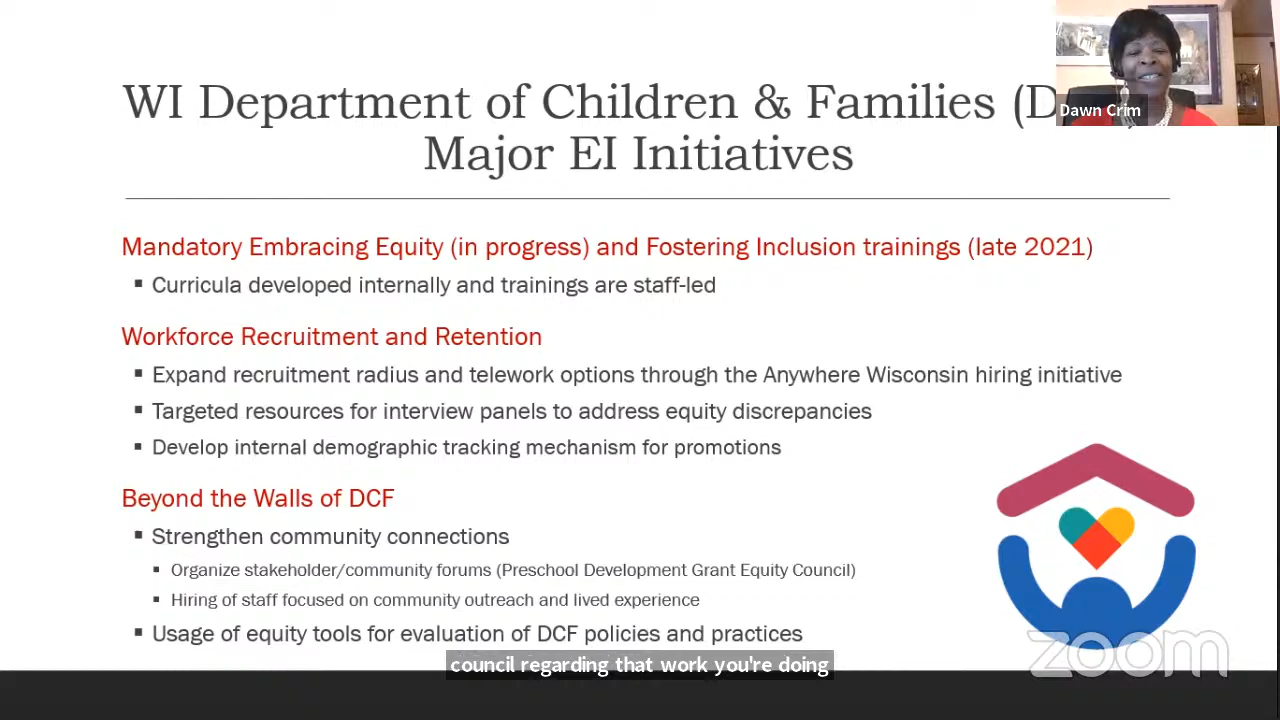 WI Department of Children & Families (D
Dawn Crim
Major EI Initiatives
Mandatory Embracing Equity (in progress) and Fostering Inclusion trainings (late 2021)
▪ Curricula developed internally and trainings are staff-led
Workforce Recruitment and Retention
▪ Expand recruitment radius and telework options through the Anywhere Wisconsin hiring initiative
▪ Targeted resources for interview panels to address equity discrepancies
▪ Develop internal demographic tracking mechanism for promotions
Beyond the Walls of DCF
▪ Strengthen community connections
▪ Organize stakeholder/community forums (Preschool Development Grant Equity Council)
▪ Hiring of staff focused on community outreach and lived experience
▪ Usage of equity tools for evaluation of DCF policies and practices
zoom
council regarding that work you're doing